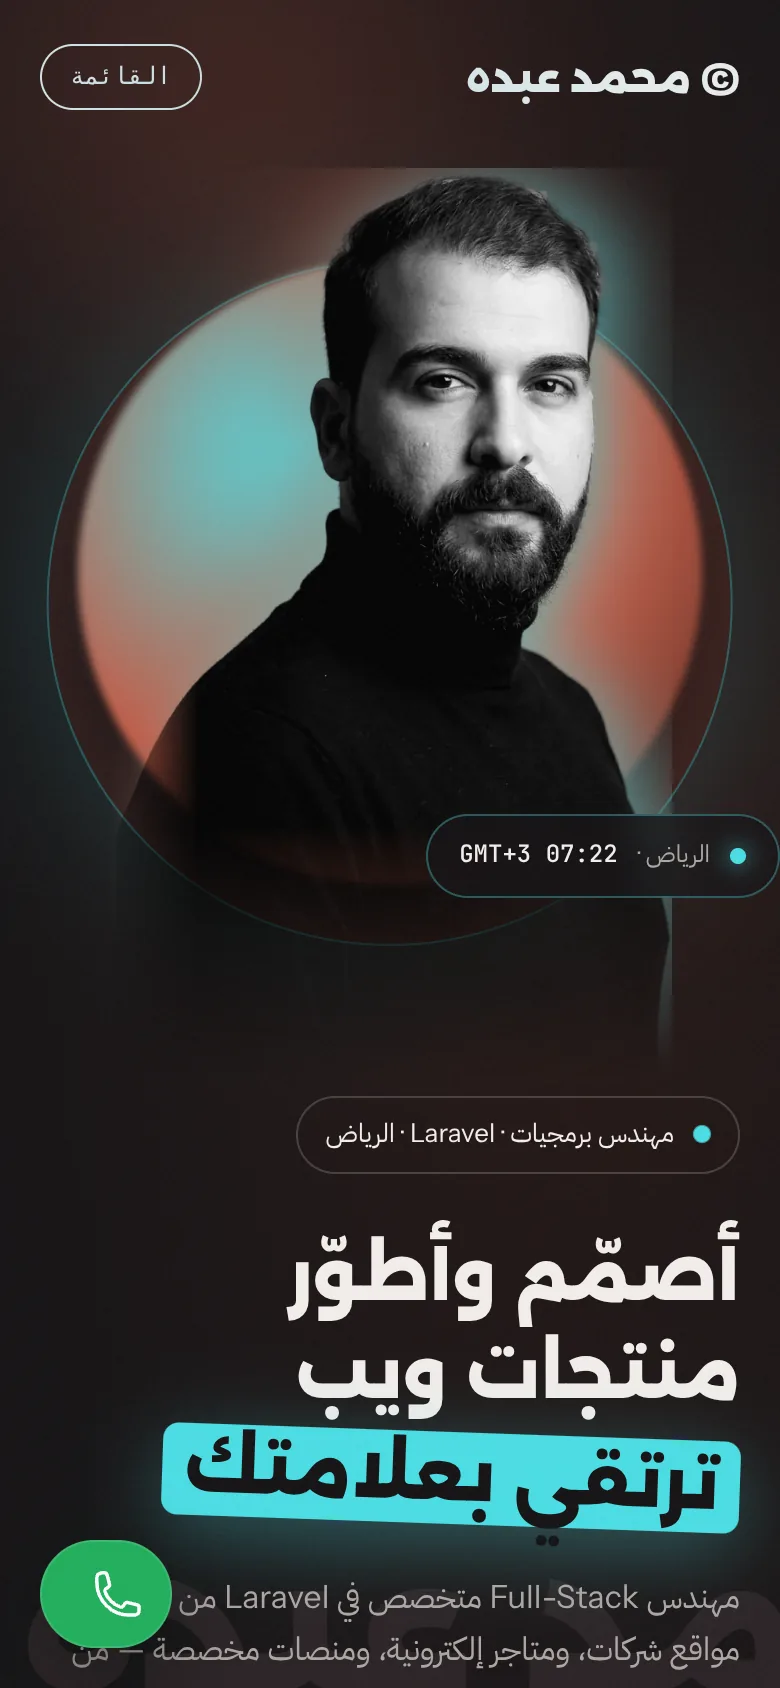 © محمد عبده
القائمة
الرياض · GMT+3 07:22
مهندس برمجيات · Laravel · الرياض
أصمّم وأطوّر
منتجات ويب
ترتقي بعلامتك
مهندس Full-Stack متخصص في Laravel من
مواقع شركات، ومتاجر إلكترونية، ومنصات مخصصة — من